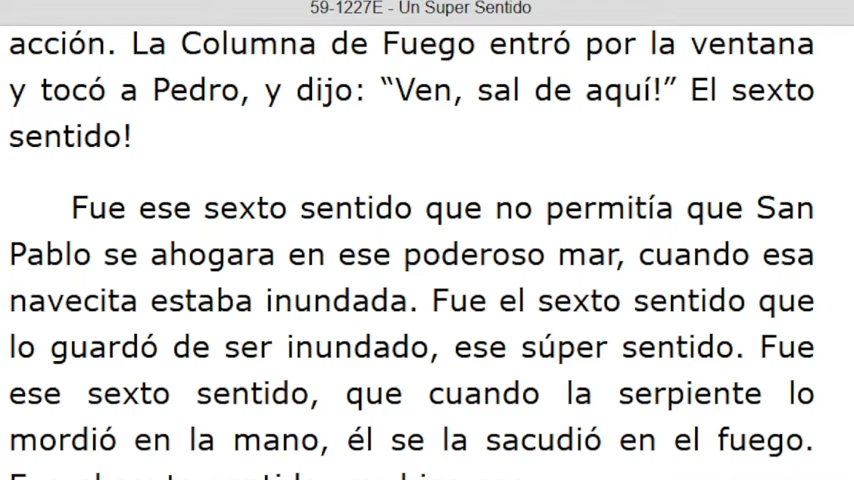 59-1227E - Un Super Sentido
acción. La Columna de Fuego entró por la ventana
y tocó a Pedro, y dijo: “Ven, sal de aquí!” El sexto
sentido!
Fue ese sexto sentido que no permitía que San
Pablo se ahogara en ese poderoso mar, cuando esa
navecita estaba inundada. Fue el sexto sentido que
lo guardó de ser inundado, ese súper sentido. Fue
ese sexto sentido, que cuando la serpiente lo
mordió en la mano, él se la sacudió en el fuego.